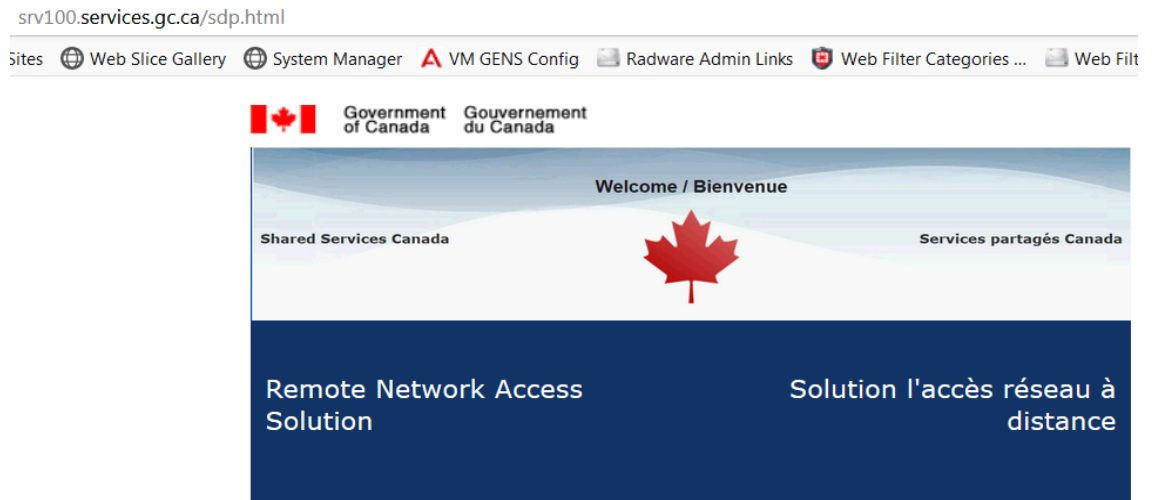 srv100.services.gc.ca/sdp.html
Sites Web Slice Gallery System Manager VM GENS Config Radware Admin Links Web Filter Categories ... Web Filt
Government Gouvernement
of Canada du Canada
Welcome / Bienvenue
Shared Services Canada Services partagés Canada
Remote Network Access Solution l'accès réseau à
Solution distance